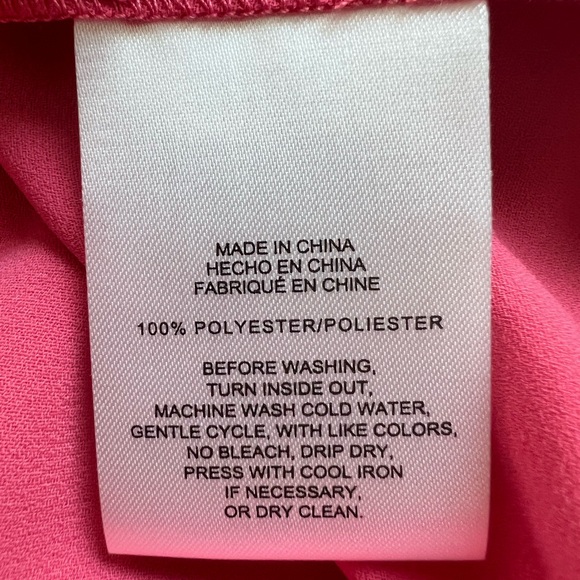 MADE IN CHINA
HECHO EN CHINA
FABRIQUÉ EN CHINE
100% POLYESTER/POLIESTER
BEFORE WASHING,
TURN INSIDE OUT,
MACHINE WASH COLD WATER,
GENTLE CYCLE, WITH LIKE COLORS,
NO BLEACH, DRIP DRY,
PRESS WITH COOL IRON
IF NECESSARY,
OR DRY CLEAN.